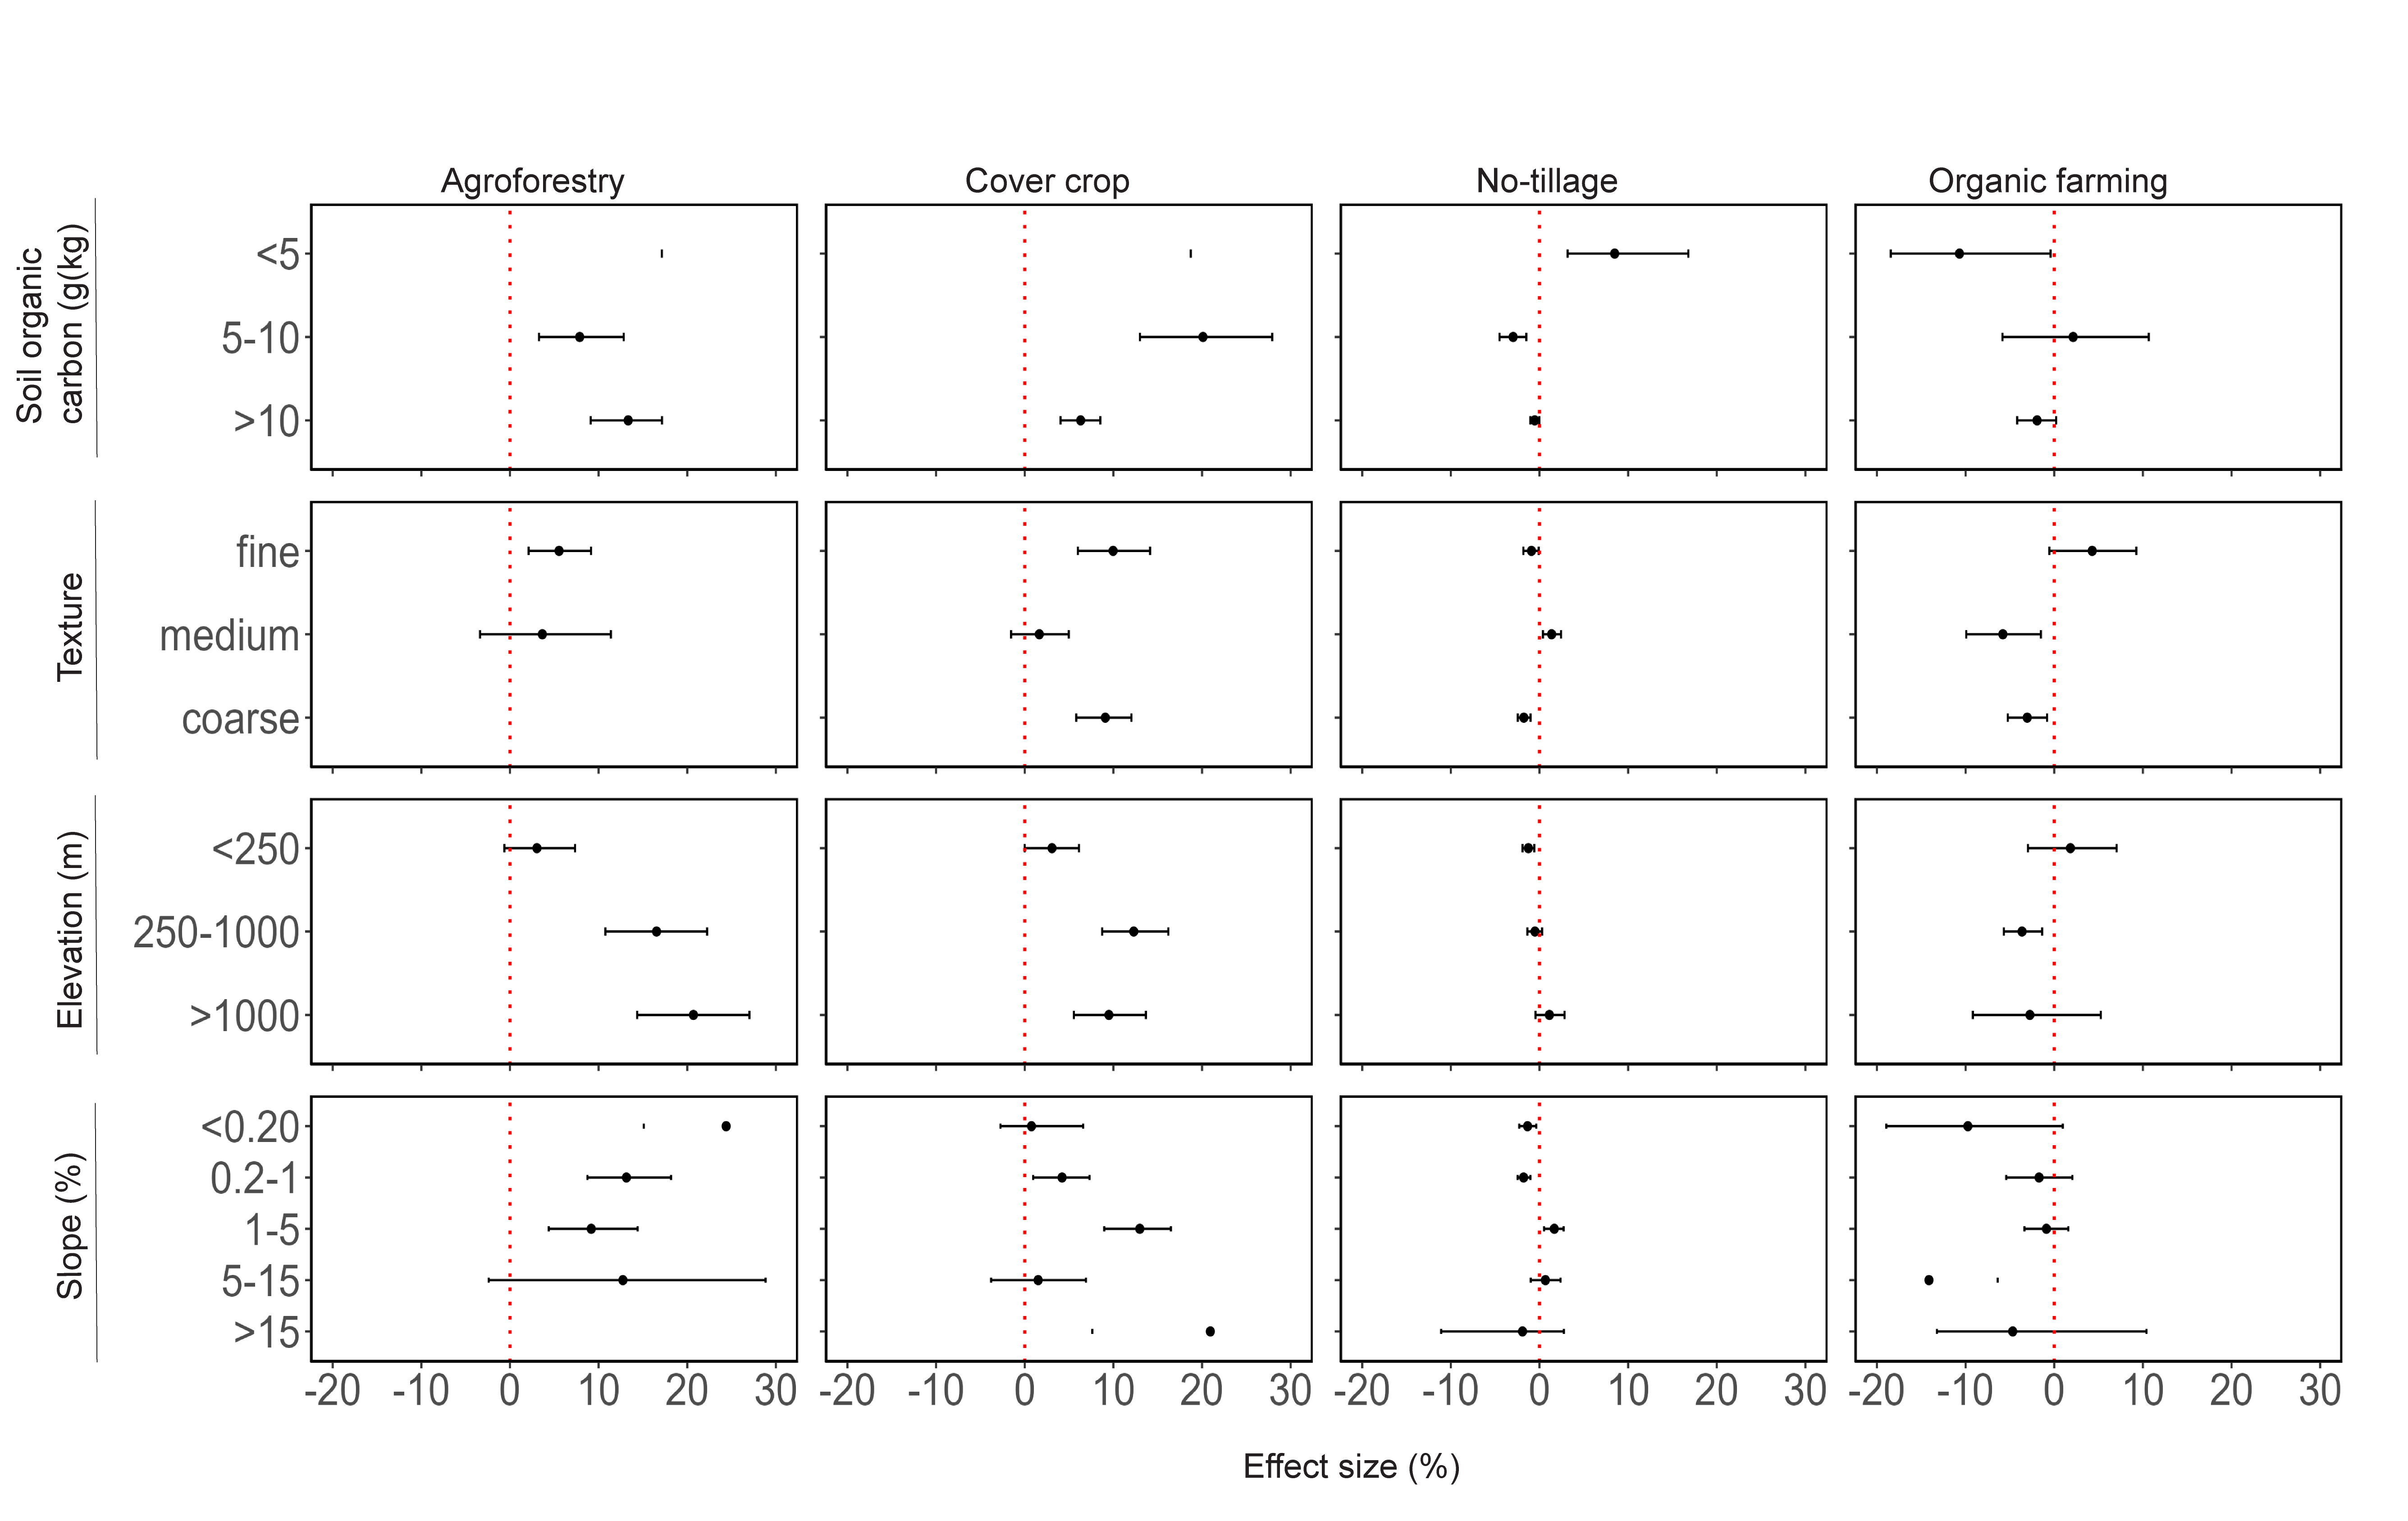 Agroforestry
Cover crop
No-tillage
Organic farming
Soil organic
carbon (g(kg)
<5
5-10
>10
Texture
fine
medium
coarse
Elevation (m)
<250
250-1000
>1000
Slope (%)
<0.20
0.2-1
1-5
5-15
>15
-20 -10 0 10 20 30
-20 -10 0 10 20 30
-20 -10 0 10 20 30
-20 -10 0 10 20 30
Effect size (%)